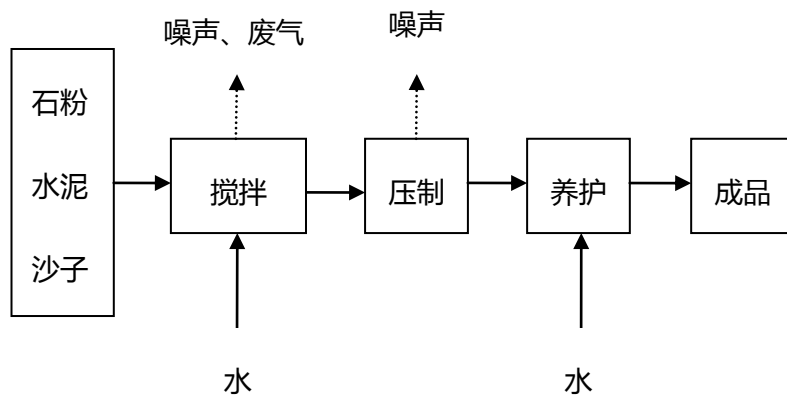 噪声、废气
噪声
石粉
水泥
沙子
搅拌
压制
养护
成品
水
水